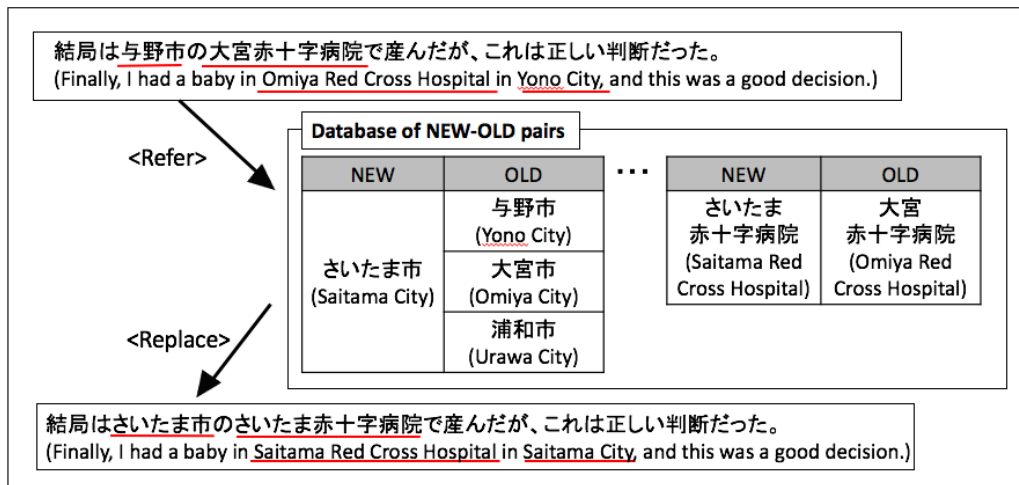 結局は与野市の大宮赤十字病院で産んだが、これは正しい判断だった。
(Finally, I had a baby in Omiya Red Cross Hospital in Yono City, and this was a good decision.)
<Refer>
Database of NEW-OLD pairs
NEW
OLD
さいたま市
(Saitama City)
与野市
(Yono City)
大宮市
(Omiya City)
浦和市
(Urawa City)
...
NEW
OLD
さいたま
赤十字病院
(Saitama Red
Cross Hospital)
大宮
赤十字病院
(Omiya Red
Cross Hospital)
<Replace>
結局はさいたま市のさいたま赤十字病院で産んだが、これは正しい判断だった。
(Finally, I had a baby in Saitama Red Cross Hospital in Saitama City, and this was a good decision.)